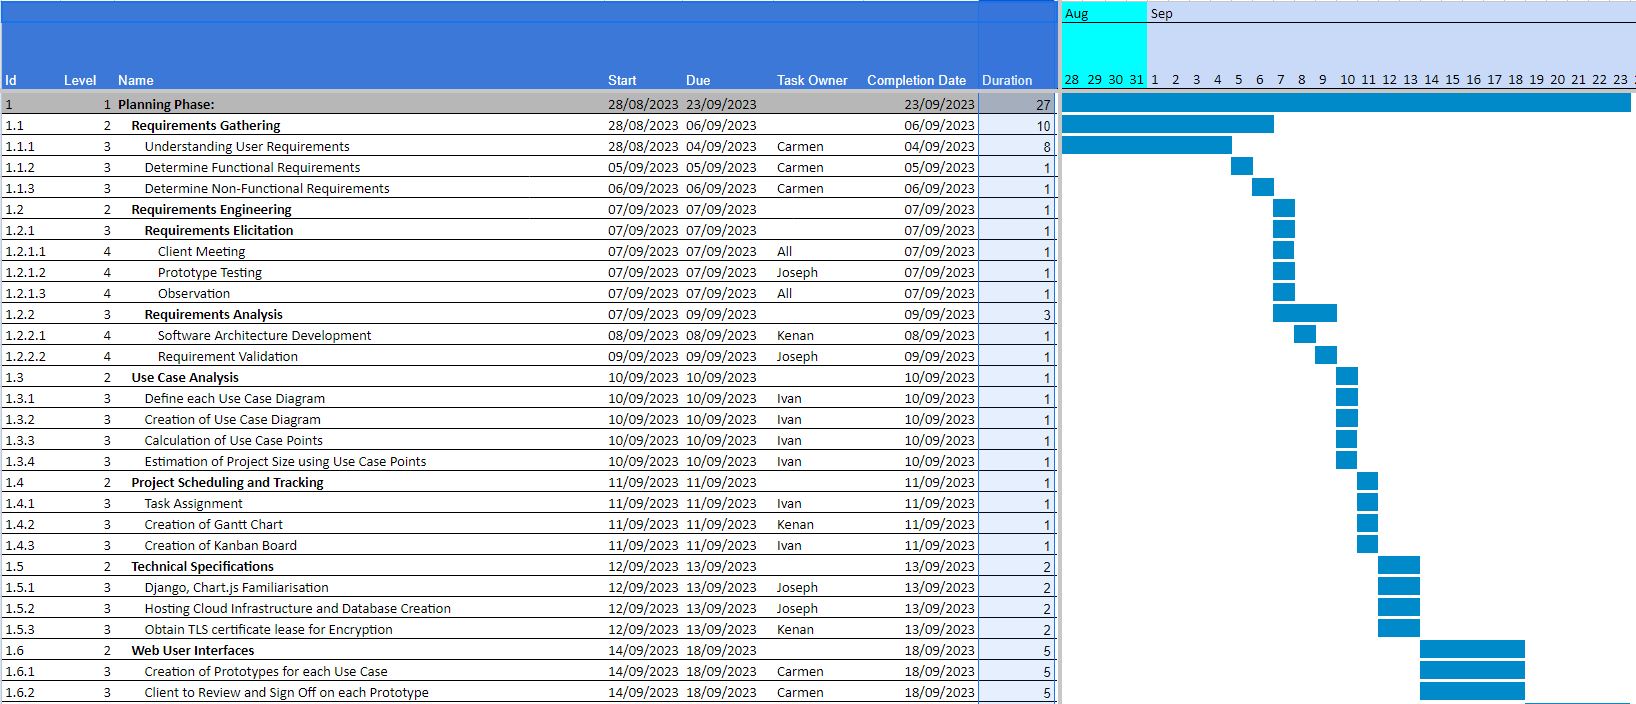 Aug Sep
Id Level Name Start Due Task Owner Completion Date Duration 28 29 30 31 1 2 3 4 5 6 7 8 9 10 11 12 13 14 15 16 17 18 19 20 21 22 23
1 1 Planning Phase: 28/08/2023 23/09/2023 23/09/2023 27
1.1 2 Requirements Gathering 28/08/2023 06/09/2023 06/09/2023 10
1.1.1 3 Understanding User Requirements 28/08/2023 04/09/2023 Carmen 04/09/2023 8
1.1.2 3 Determine Functional Requirements 05/09/2023 05/09/2023 Carmen 05/09/2023 1
1.1.3 3 Determine Non-Functional Requirements 06/09/2023 06/09/2023 Carmen 06/09/2023 1
1.2 2 Requirements Engineering 07/09/2023 07/09/2023 07/09/2023 1
1.2.1 3 Requirements Elicitation 07/09/2023 07/09/2023 07/09/2023 1
1.2.1.1 4 Client Meeting 07/09/2023 07/09/2023 All 07/09/2023 1
1.2.1.2 4 Prototype Testing 07/09/2023 07/09/2023 Joseph 07/09/2023 1
1.2.1.3 4 Observation 07/09/2023 07/09/2023 All 07/09/2023 1
1.2.2 3 Requirements Analysis 07/09/2023 09/09/2023 09/09/2023 3
1.2.2.1 4 Software Architecture Development 08/09/2023 08/09/2023 Kenan 08/09/2023 1
1.2.2.2 4 Requirement Validation 09/09/2023 09/09/2023 Joseph 09/09/2023 1
1.3 2 Use Case Analysis 10/09/2023 10/09/2023 10/09/2023 1
1.3.1 3 Define each Use Case Diagram 10/09/2023 10/09/2023 Ivan 10/09/2023 1
1.3.2 3 Creation of Use Case Diagram 10/09/2023 10/09/2023 Ivan 10/09/2023 1
1.3.3 3 Calculation of Use Case Points 10/09/2023 10/09/2023 Ivan 10/09/2023 1
1.3.4 3 Estimation of Project Size using Use Case Points 10/09/2023 10/09/2023 Ivan 10/09/2023 1
1.4 2 Project Scheduling and Tracking 11/09/2023 11/09/2023 11/09/2023 1
1.4.1 3 Task Assignment 11/09/2023 11/09/2023 Ivan 11/09/2023 1
1.4.2 3 Creation of Gantt Chart 11/09/2023 11/09/2023 Kenan 11/09/2023 1
1.4.3 3 Creation of Kanban Board 11/09/2023 11/09/2023 Ivan 11/09/2023 1
1.5 2 Technical Specifications 12/09/2023 13/09/2023 13/09/2023 2
1.5.1 3 Django, Chart.js Familiarisation 12/09/2023 13/09/2023 Joseph 13/09/2023 2
1.5.2 3 Hosting Cloud Infrastructure and Database Creation 12/09/2023 13/09/2023 Joseph 13/09/2023 2
1.5.3 3 Obtain TLS certificate lease for Encryption 12/09/2023 13/09/2023 Kenan 13/09/2023 2
1.6 2 Web User Interfaces 14/09/2023 18/09/2023 18/09/2023 5
1.6.1 3 Creation of Prototypes for each Use Case 14/09/2023 18/09/2023 Carmen 18/09/2023 5
1.6.2 3 Client to Review and Sign Off on each Prototype 14/09/2023 18/09/2023 Carmen 18/09/2023 5